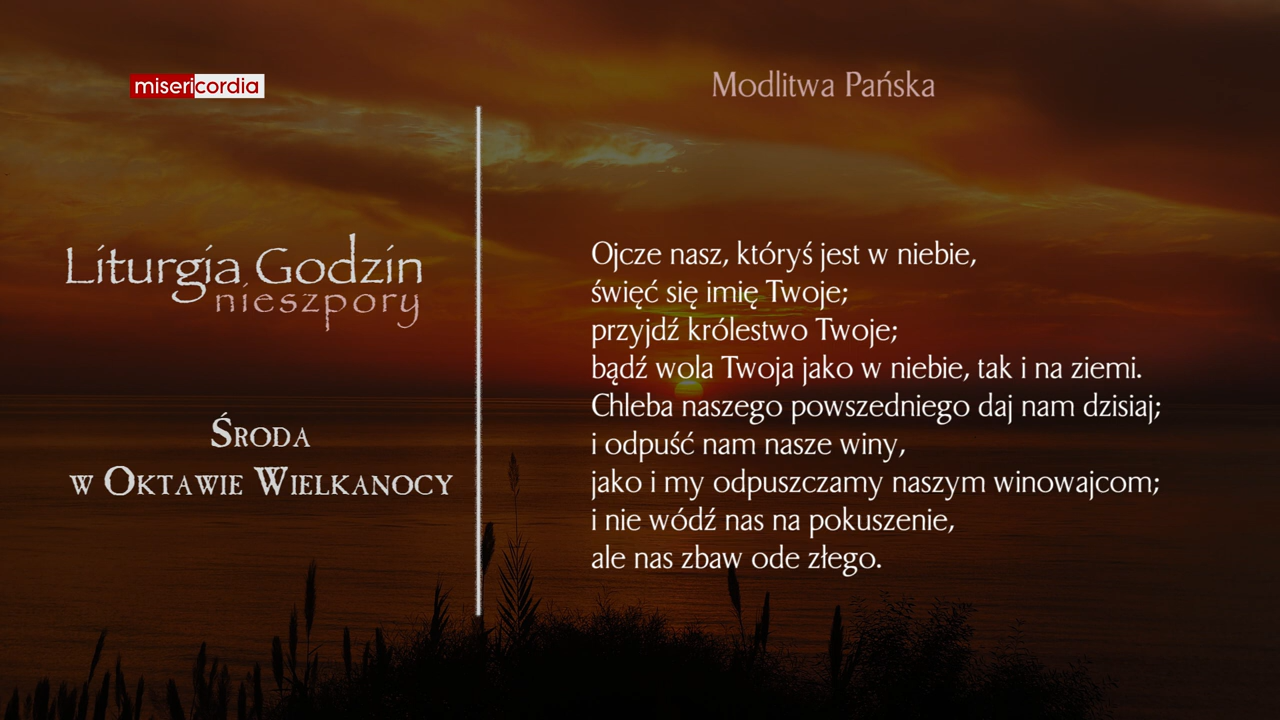 misericordia
Liturgia Godzin
nieszpory
Środa
w Oktawie Wielkanocy
Modlitwa Pańska
Ojcze nasz, któryś jest w niebie,
święć się imię Twoje;
przyjdź królestwo Twoje;
bądź wola Twoja jako w niebie, tak i na ziemi.
Chleba naszego powszedniego daj nam dzisiaj;
i odpuść nam nasze winy,
jako i my odpuszczamy naszym winowajcom;
i nie wódź nas na pokuszenie,
ale nas zbaw ode złego.